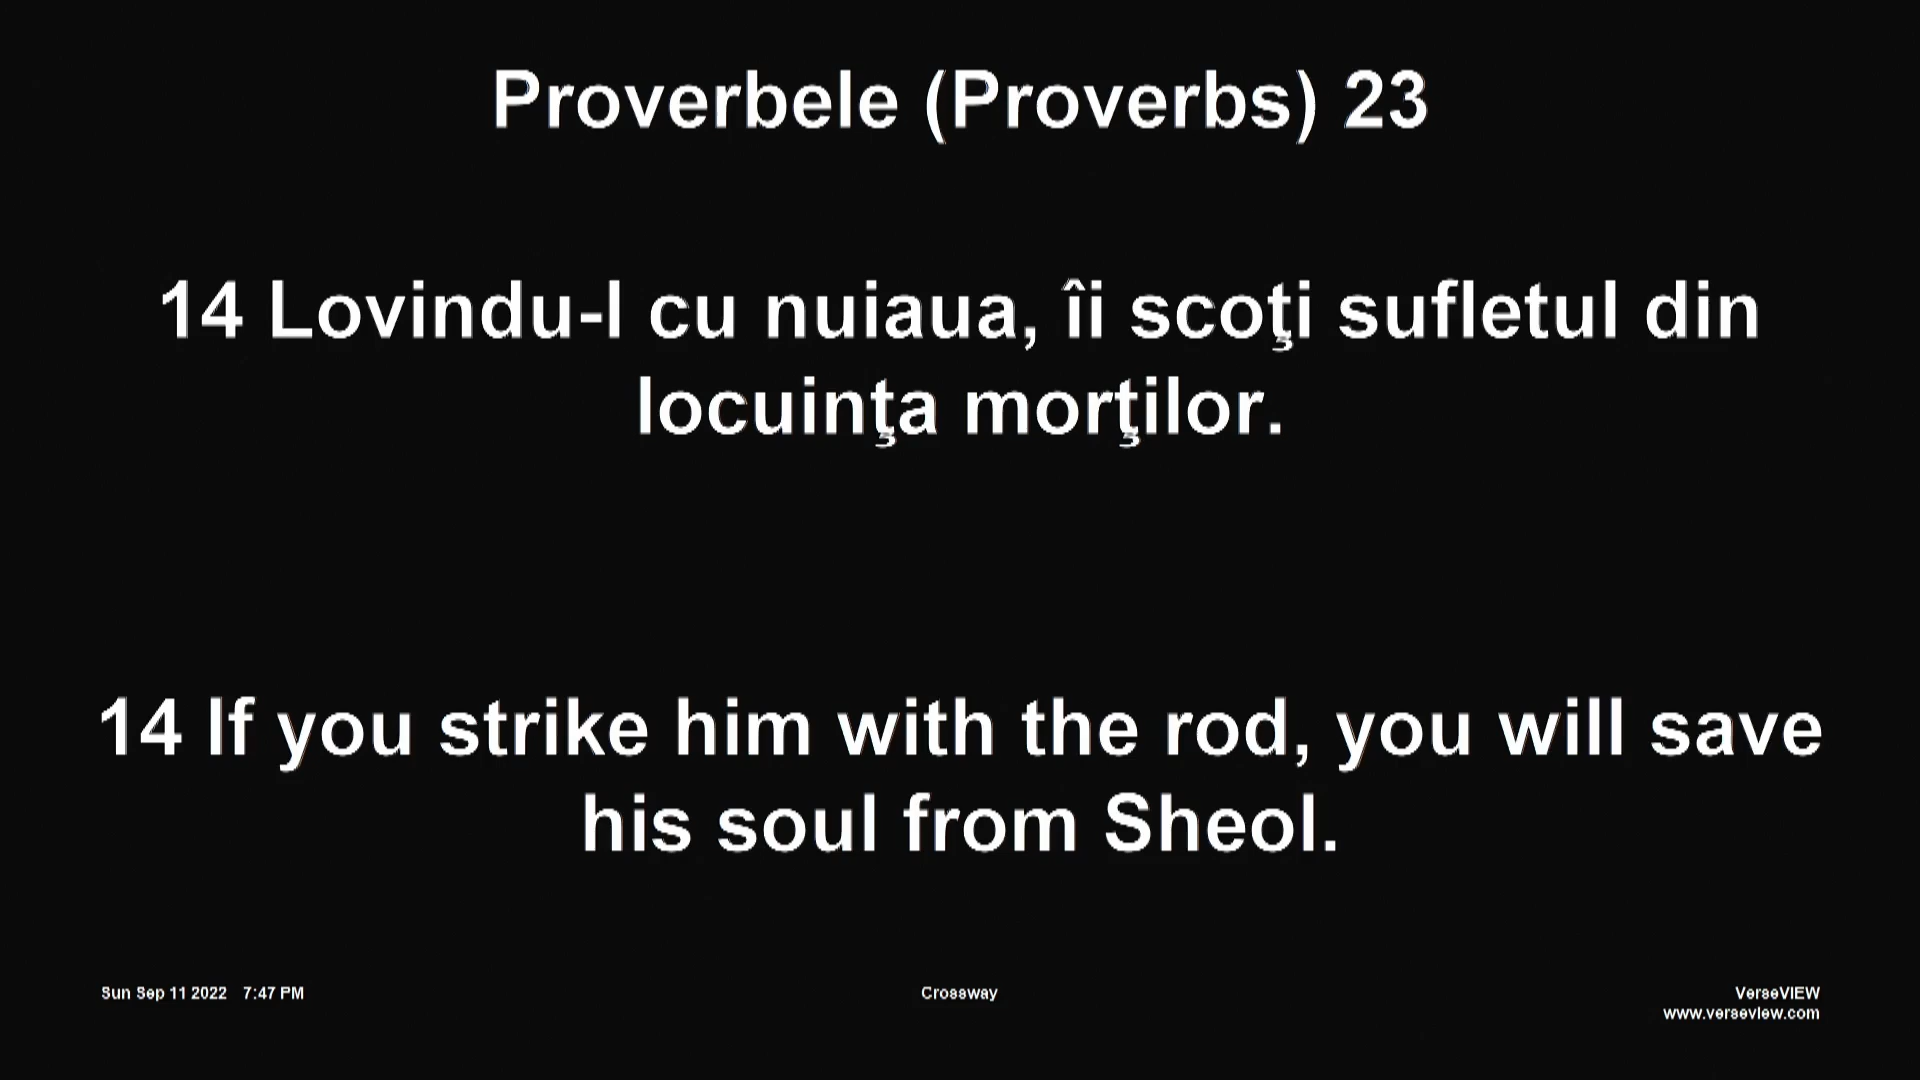 Proverbele (Proverbs) 23
14 Lovindu-l cu nuiaua, îi scoţi sufletul din
locuinţa morţilor.
14 If you strike him with the rod, you will save
his soul from Sheol.
Sun Sep 11 2022 7:47 PM
Crossway
VerseVIEW
www.verseview.com